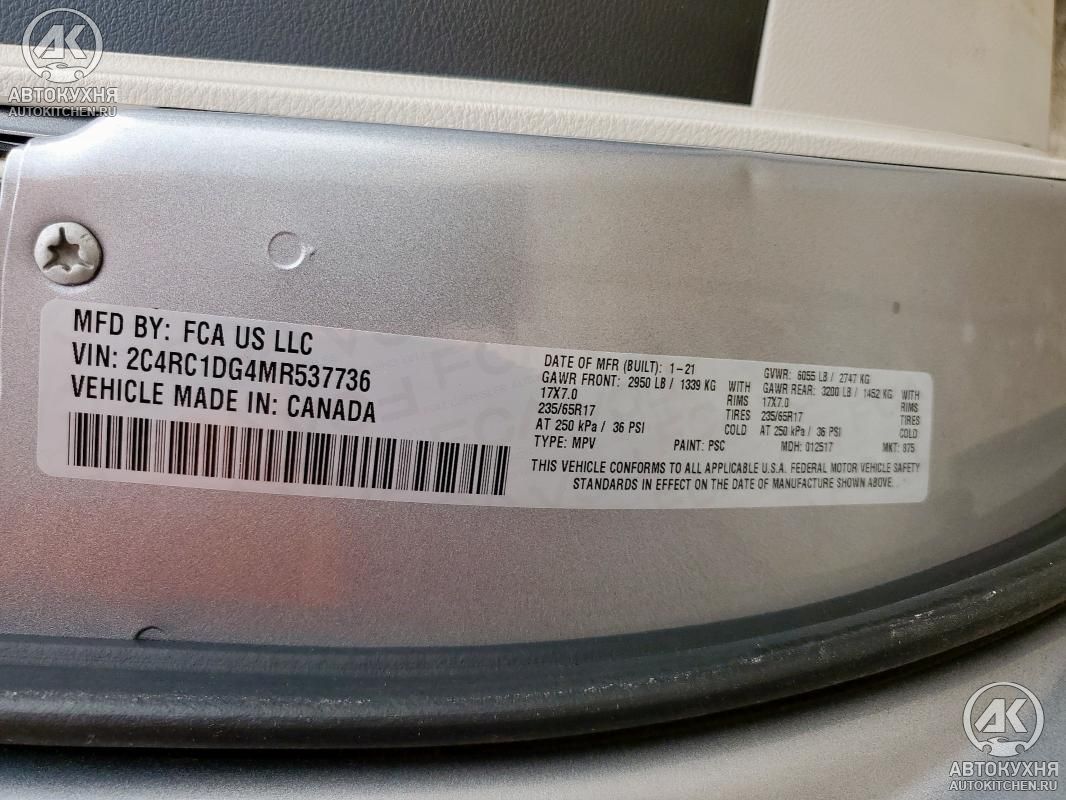 AK
АВТОКУХНЯ
AUTOKITCHEN.RU
MFD BY: FCA US LLC
VIN: 2C4RC1DG4MR537736
VEHICLE MADE IN: CANADA
DATE OF MFR (BUILT): 1-21 GVWR: 6055 LB / 2747 KG
GAWR FRONT: 2950 LB / 1339 KG WITH GAWR REAR: 3200 LB / 1452 KG WITH
17X7.0 RIMS 17X7.0 RIMS
235/65R17 TIRES 235/65R17 TIRES
AT 250 kPa / 36 PSI COLD AT 250 kPa / 36 PSI COLD
TYPE: MPV PAINT: PSC MDH: 012517 MKT: 975
THIS VEHICLE CONFORMS TO ALL APPLICABLE U.S.A. FEDERAL MOTOR VEHICLE SAFETY
STANDARDS IN EFFECT ON THE DATE OF MANUFACTURE SHOWN ABOVE.
AK
АВТОКУХНЯ
AUTOKITCHEN.RU